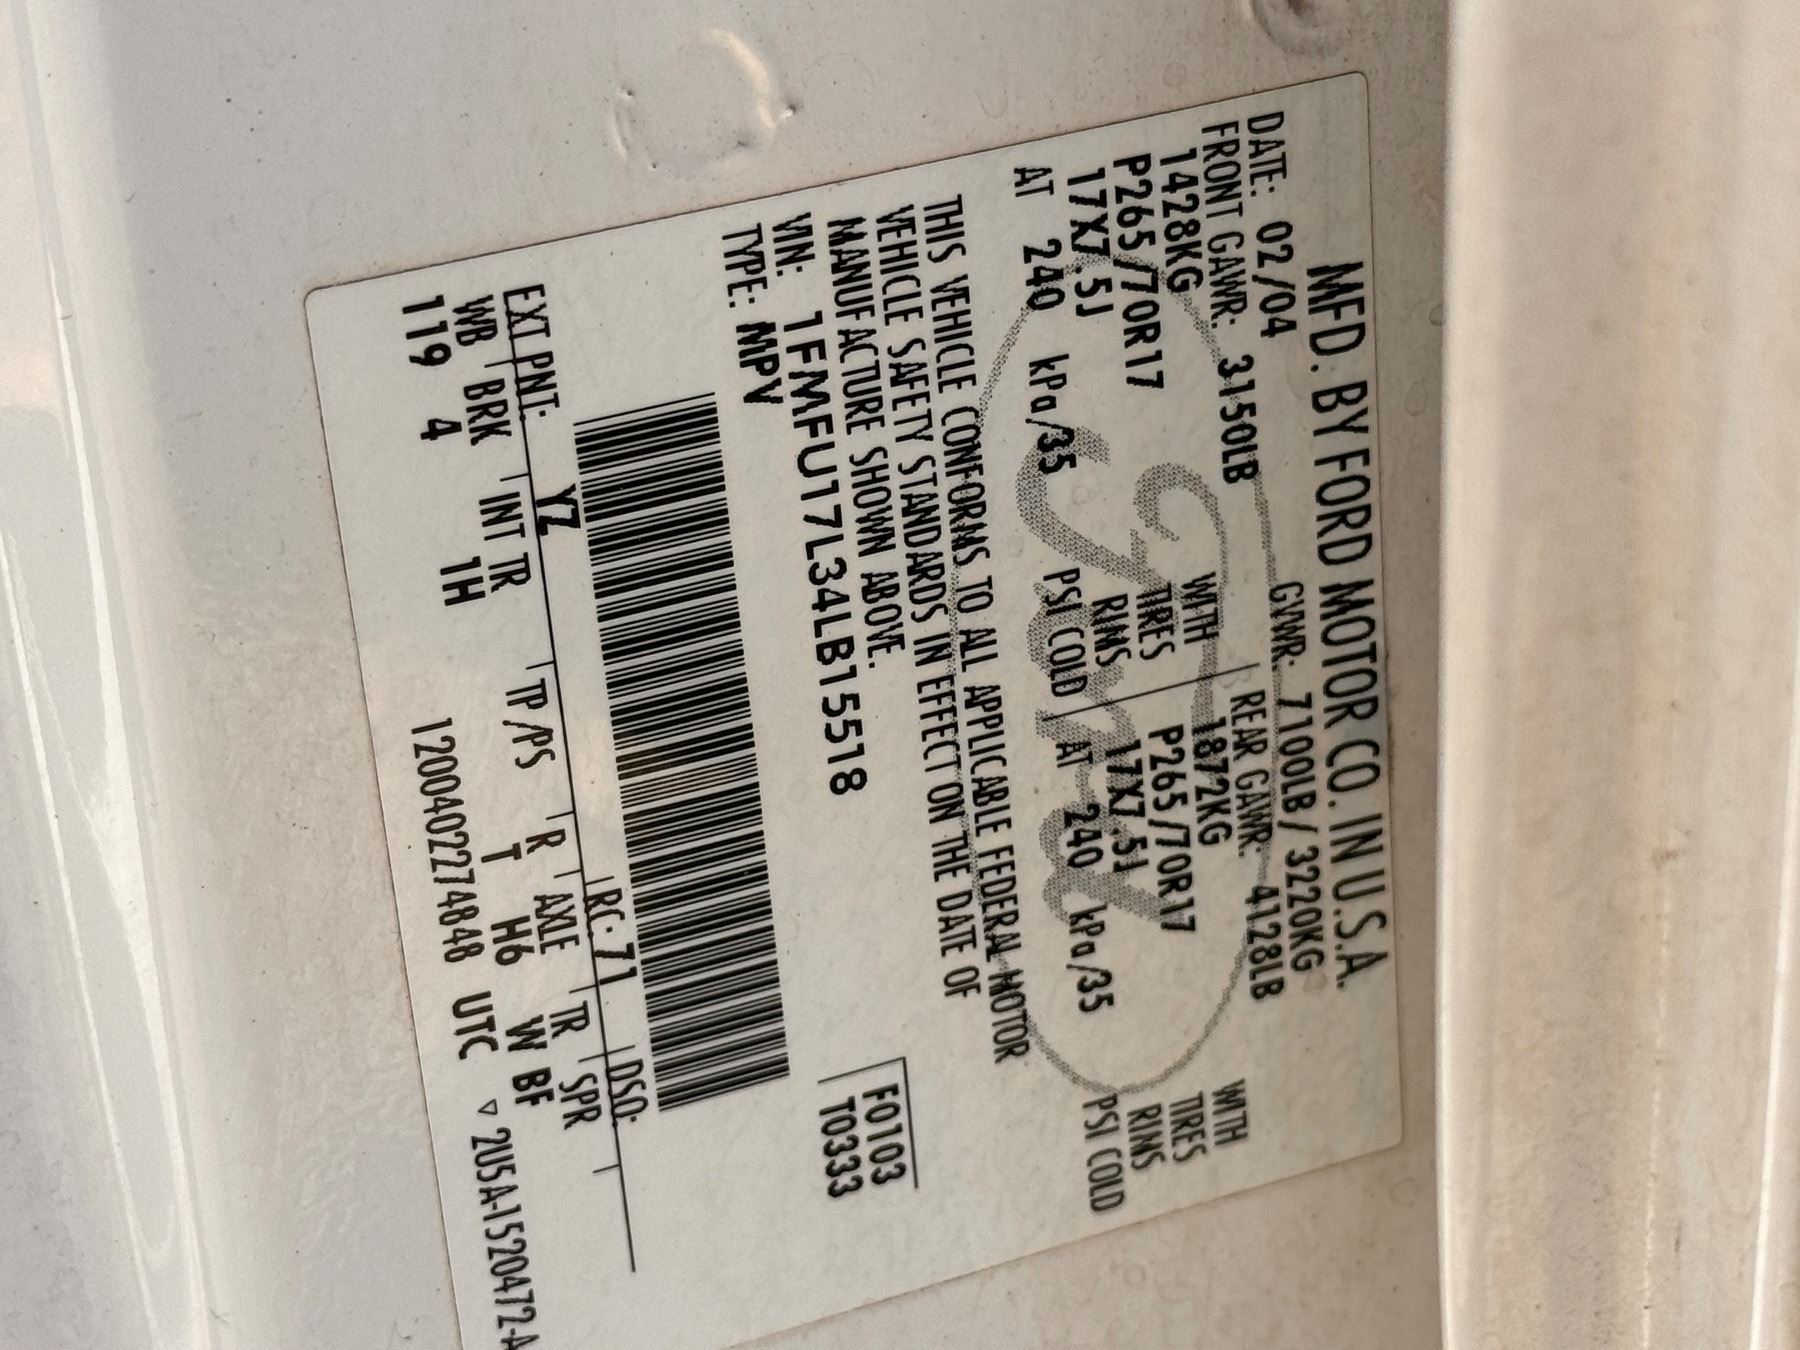 MFD. BY FORD MOTOR CO. IN U.S.A.
DATE: 02/04 GVWR: 7100LB/ 3220KG
FRONT GAWR: 3150LB REAR GAWR: 4128LB
1428KG WITH 1872KG WITH
P265/70R17 TIRES P265/70R17 TIRES
17X7.5J RIMS 17X7.5J RIMS
AT 240 kPa/35 PSI COLD AT 240 kPa/35 PSI COLD
THIS VEHICLE CONFORMS TO ALL APPLICABLE FEDERAL MOTOR
VEHICLE SAFETY STANDARDS IN EFFECT ON THE DATE OF
MANUFACTURE SHOWN ABOVE.
VIN: 1FMFU17L34LB15518 F0103
TYPE: MPV T0333
EXT PNT: YZ RC: 71 DSO:
WB BRK INT TR TP/PS R AXLE TR SPR
119 4 1H T H6 W BF
1200402274848 UTC ▽ 2U5A-1520472-A
Ford